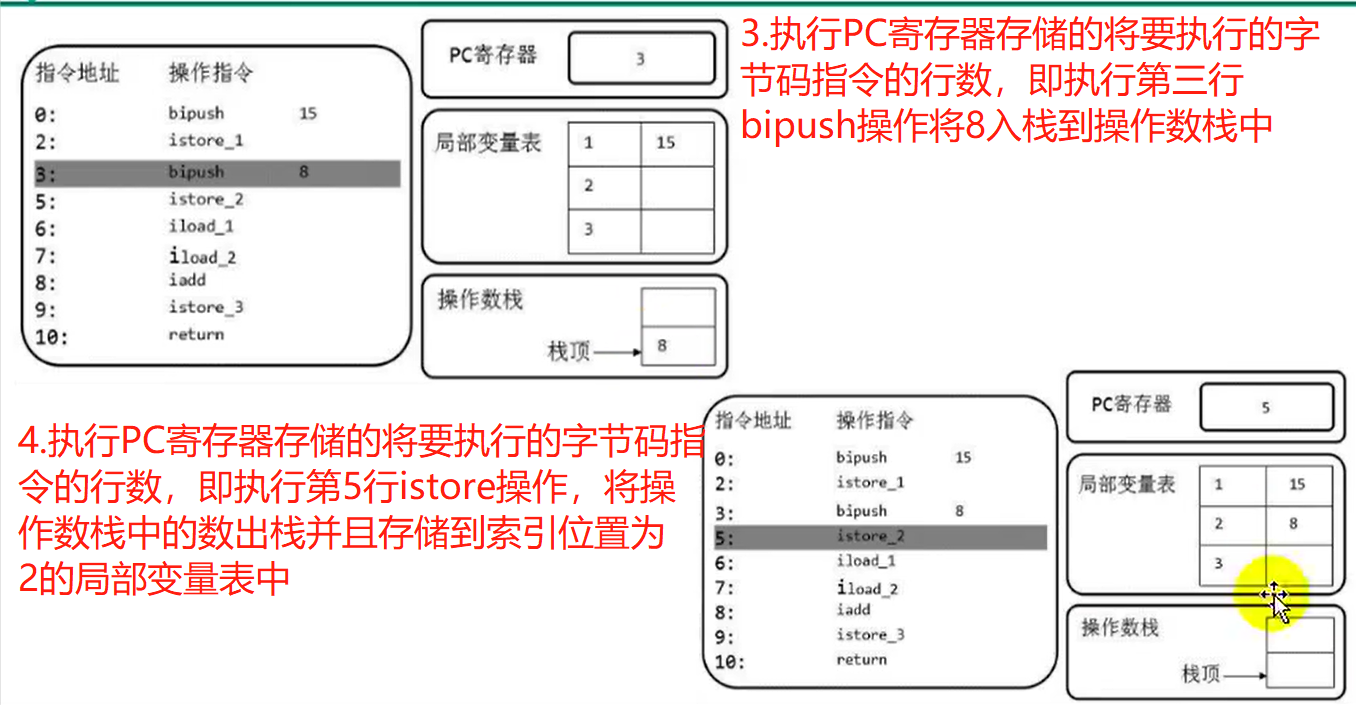 指令地址 操作指令
0: bipush 15
2: istore_1
3: bipush 8
5: istore_2
6: iload_1
7: iload_2
8: iadd
9: istore_3
10: return
PC寄存器 3
局部变量表 1 15
2
3
操作数栈
栈顶 8
3.执行PC寄存器存储的将要执行的字
节码指令的行数，即执行第三行
bipush操作将8入栈到操作数栈中
4.执行PC寄存器存储的将要执行的字节码指
令的行数，即执行第5行istore操作，将操
作数栈中的数出栈并且存储到索引位置为
2的局部变量表中
指令地址 操作指令
0: bipush 15
2: istore_1
3: bipush 8
5: istore_2
6: iload_1
7: iload_2
8: iadd
9: istore_3
10: return
PC寄存器 5
局部变量表 1 15
2 8
3
操作数栈
栈顶